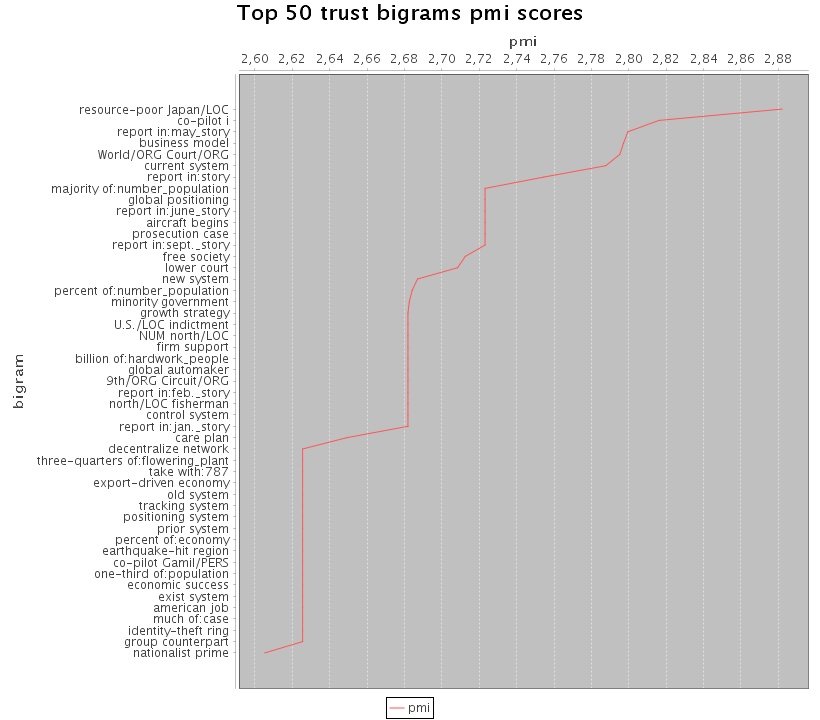 Top 50 trust bigrams pmi scores
pmi
2,60 2,62 2,64 2,66 2,68 2,70 2,72 2,74 2,76 2,78 2,80 2,82 2,84 2,86 2,88
resource-poor Japan/LOC
co-pilot i
report in:may_story
business model
World/ORG Court/ORG
current system
report in:story
majority of:number_population
global positioning
report in:june_story
aircraft begins
prosecution case
report in:sept._story
free society
lower court
new system
percent of:number_population
minority government
growth strategy
U.S./LOC indictment
NUM north/LOC
firm support
billion of:hardwork_people
global automaker
9th/ORG Circuit/ORG
report in:feb._story
north/LOC fisherman
control system
report in:jan._story
care plan
decentralize network
three-quarters of:flowering_plant
take with:787
export-driven economy
old system
tracking system
positioning system
prior system
percent of:economy
earthquake-hit region
co-pilot Gamil/PERS
one-third of:population
economic success
exist system
american job
much of:case
identity-theft ring
group counterpart
nationalist prime
bigram
pmi